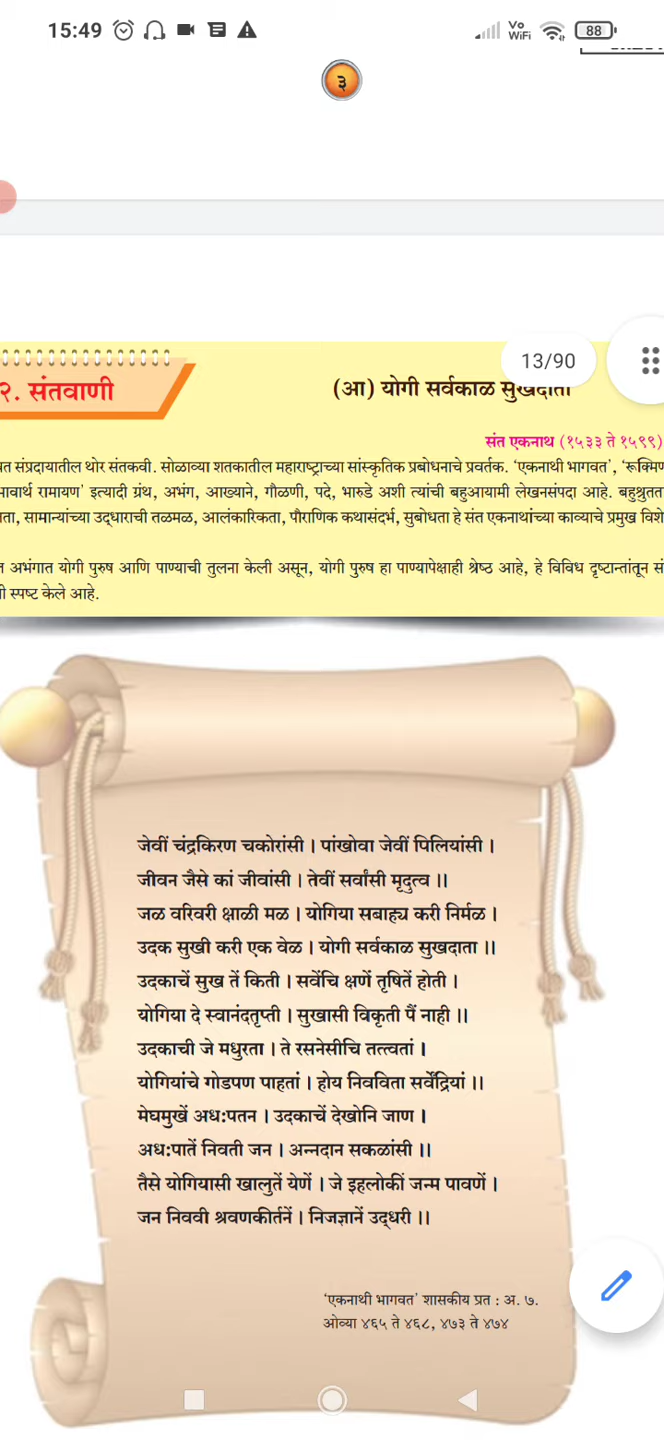 15:49
Vo WiFi
88
३
13/90
२. संतवाणी
(आ) योगी सर्वकाळ सुखदाता
संत एकनाथ (१५३३ ते १५९९)
संप्रदायातील थोर संतकवी. सोळाव्या शतकातील महाराष्ट्राच्या सांस्कृतिक प्रबोधनाचे प्रवर्तक. ‘एकनाथी भागवत’, ‘रूक्मिण
रामायण’ इत्यादी ग्रंथ, अभंग, आख्याने, गौळणी, पदे, भारुडे अशी त्यांची बहुआयामी लेखनसंपदा आहे. बहुश्रुतत
सामान्यांच्या उद्धाराची तळमळ, आलंकारिकता, पौराणिक कथासंदर्भ, सुबोधता हे संत एकनाथांच्या काव्याचे प्रमुख विशे
अभंगात योगी पुरुष आणि पाण्याची तुलना केली असून, योगी पुरुष हा पाण्यापेक्षाही श्रेष्ठ आहे, हे विविध दृष्टान्तांतून सं
स्पष्ट केले आहे.
जेवीं चंद्रकिरण चकोरांसी । पांखोवा जेवीं पिलियांसी ।
जीवन जैसे कां जीवांसी । तेवीं सर्वांसी मृदुत्व ।।
जळ वरिवरी क्षाळी मळ । योगिया सबाह्य करी निर्मळ ।
उदक सुखी करी एक वेळ । योगी सर्वकाळ सुखदाता ।।
उदकाचें सुख तें किती । सवेंचि क्षणें तृषितें होती ।
योगिया दे स्वानंदतृप्ती । सुखासी विकृती पैं नाही ।।
उदकाची जे मधुरता । ते रसनेसीचि तत्त्वतां ।
योगियांचे गोडपण पाहतां । होय निवविता सर्वेंद्रियां ।।
मेघमुखें अध:पतन । उदकाचें देखोनि जाण ।
अध:पातें निवती जन । अन्नदान सकळांसी ।।
तैसे योगियासी खालुतें येणें । जे इहलोकीं जन्म पावणें ।
जन निववी श्रवणकीर्तनें । निजज्ञानें उद्धरी ।।
‘एकनाथी भागवत’ शासकीय प्रत : अ. ७.
ओव्या ४६५ ते ४६८, ४७३ ते ४७४